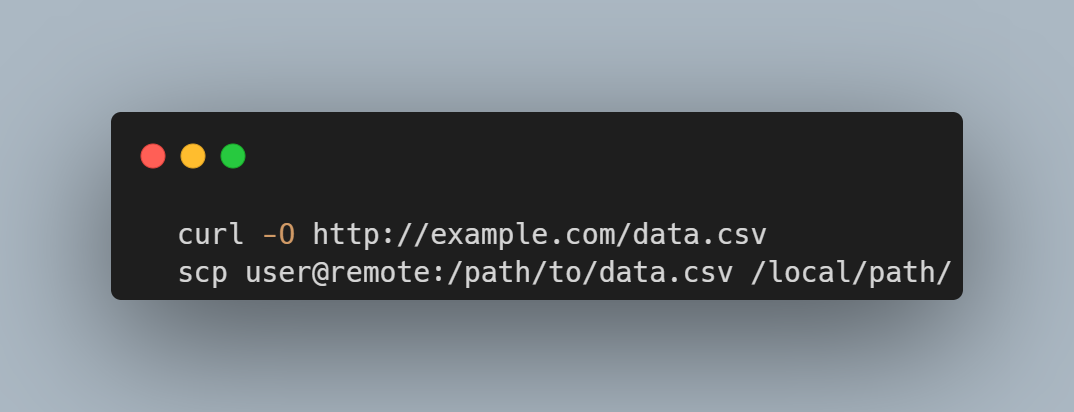 curl -O http://example.com/data.csv
scp user@remote:/path/to/data.csv /local/path/